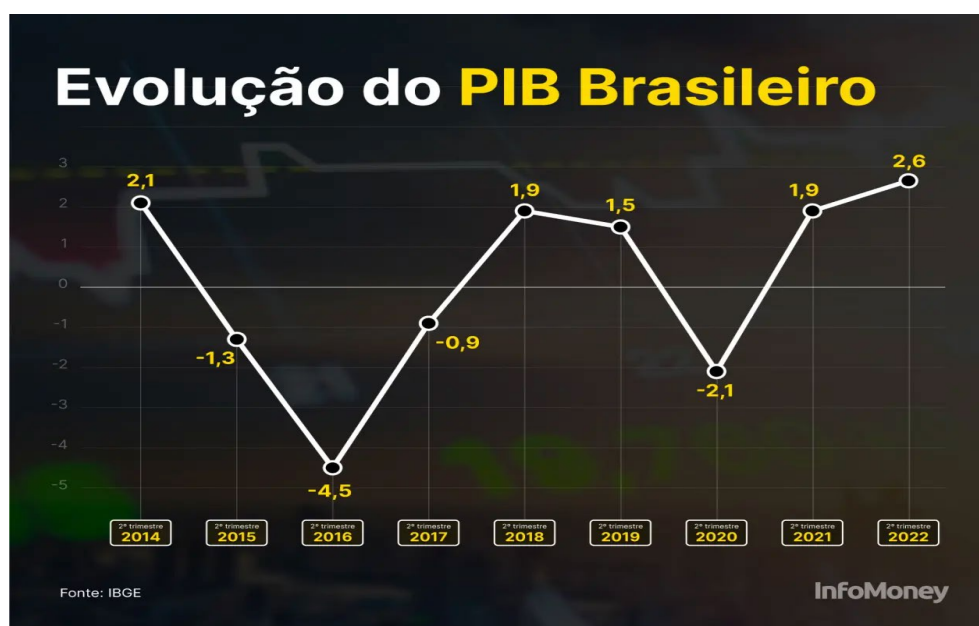 Evolução do PIB Brasileiro
3
2
1
0
-1
-2
-3
-4
-5
2,1
-1,3
-4,5
-0,9
1,9
1,5
-2,1
1,9
2,6
2º trimestre
2014
2º trimestre
2015
2º trimestre
2016
2º trimestre
2017
2º trimestre
2018
2º trimestre
2019
2º trimestre
2020
2º trimestre
2021
2º trimestre
2022
Fonte: IBGE
InfoMoney